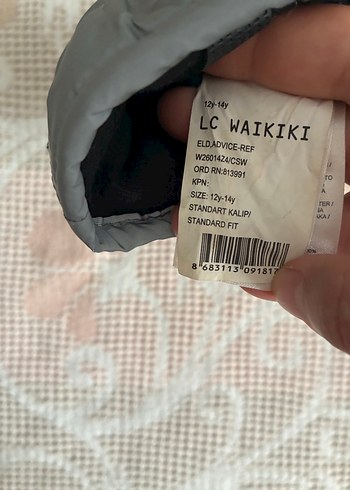 12y-14y
LC WAIKIKI
ELD,ADVICE-REF
W26014Z4/CSW
ORD RN:813991
KPN:
SIZE: 12y-14y
STANDART KALIP/
STANDARD FIT
8 683113 091817